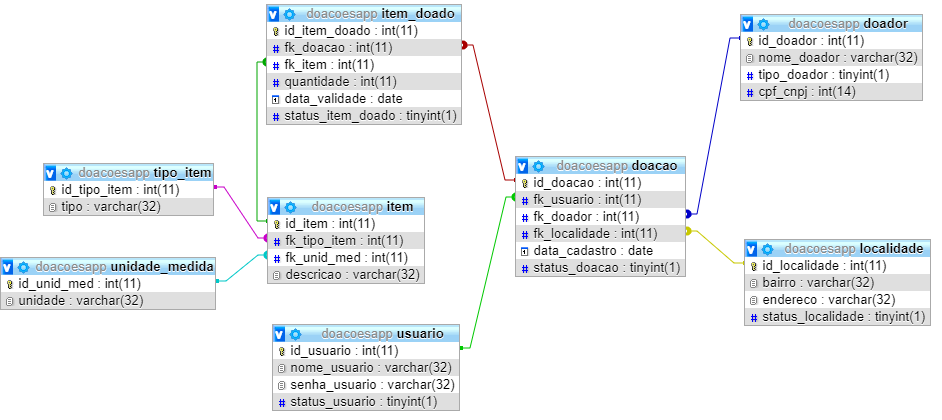 doacoesapp item_doado
id_item_doado : int(11)
fk_doacao : int(11)
fk_item : int(11)
quantidade : int(11)
data_validade : date
status_item_doado : tinyint(1)
doacoesapp doador
id_doador : int(11)
nome_doador : varchar(32)
tipo_doador : tinyint(1)
cpf_cnpj : int(14)
doacoesapp tipo_item
id_tipo_item : int(11)
tipo : varchar(32)
doacoesapp doacao
id_doacao : int(11)
fk_usuario : int(11)
fk_doador : int(11)
fk_localidade : int(11)
data_cadastro : date
status_doacao : tinyint(1)
doacoesapp item
id_item : int(11)
fk_tipo_item : int(11)
fk_unid_med : int(11)
descricao : varchar(32)
doacoesapp unidade_medida
id_unid_med : int(11)
unidade : varchar(32)
doacoesapp localidade
id_localidade : int(11)
bairro : varchar(32)
endereco : varchar(32)
status_localidade : tinyint(1)
doacoesapp usuario
id_usuario : int(11)
nome_usuario : varchar(32)
senha_usuario : varchar(32)
status_usuario : tinyint(1)